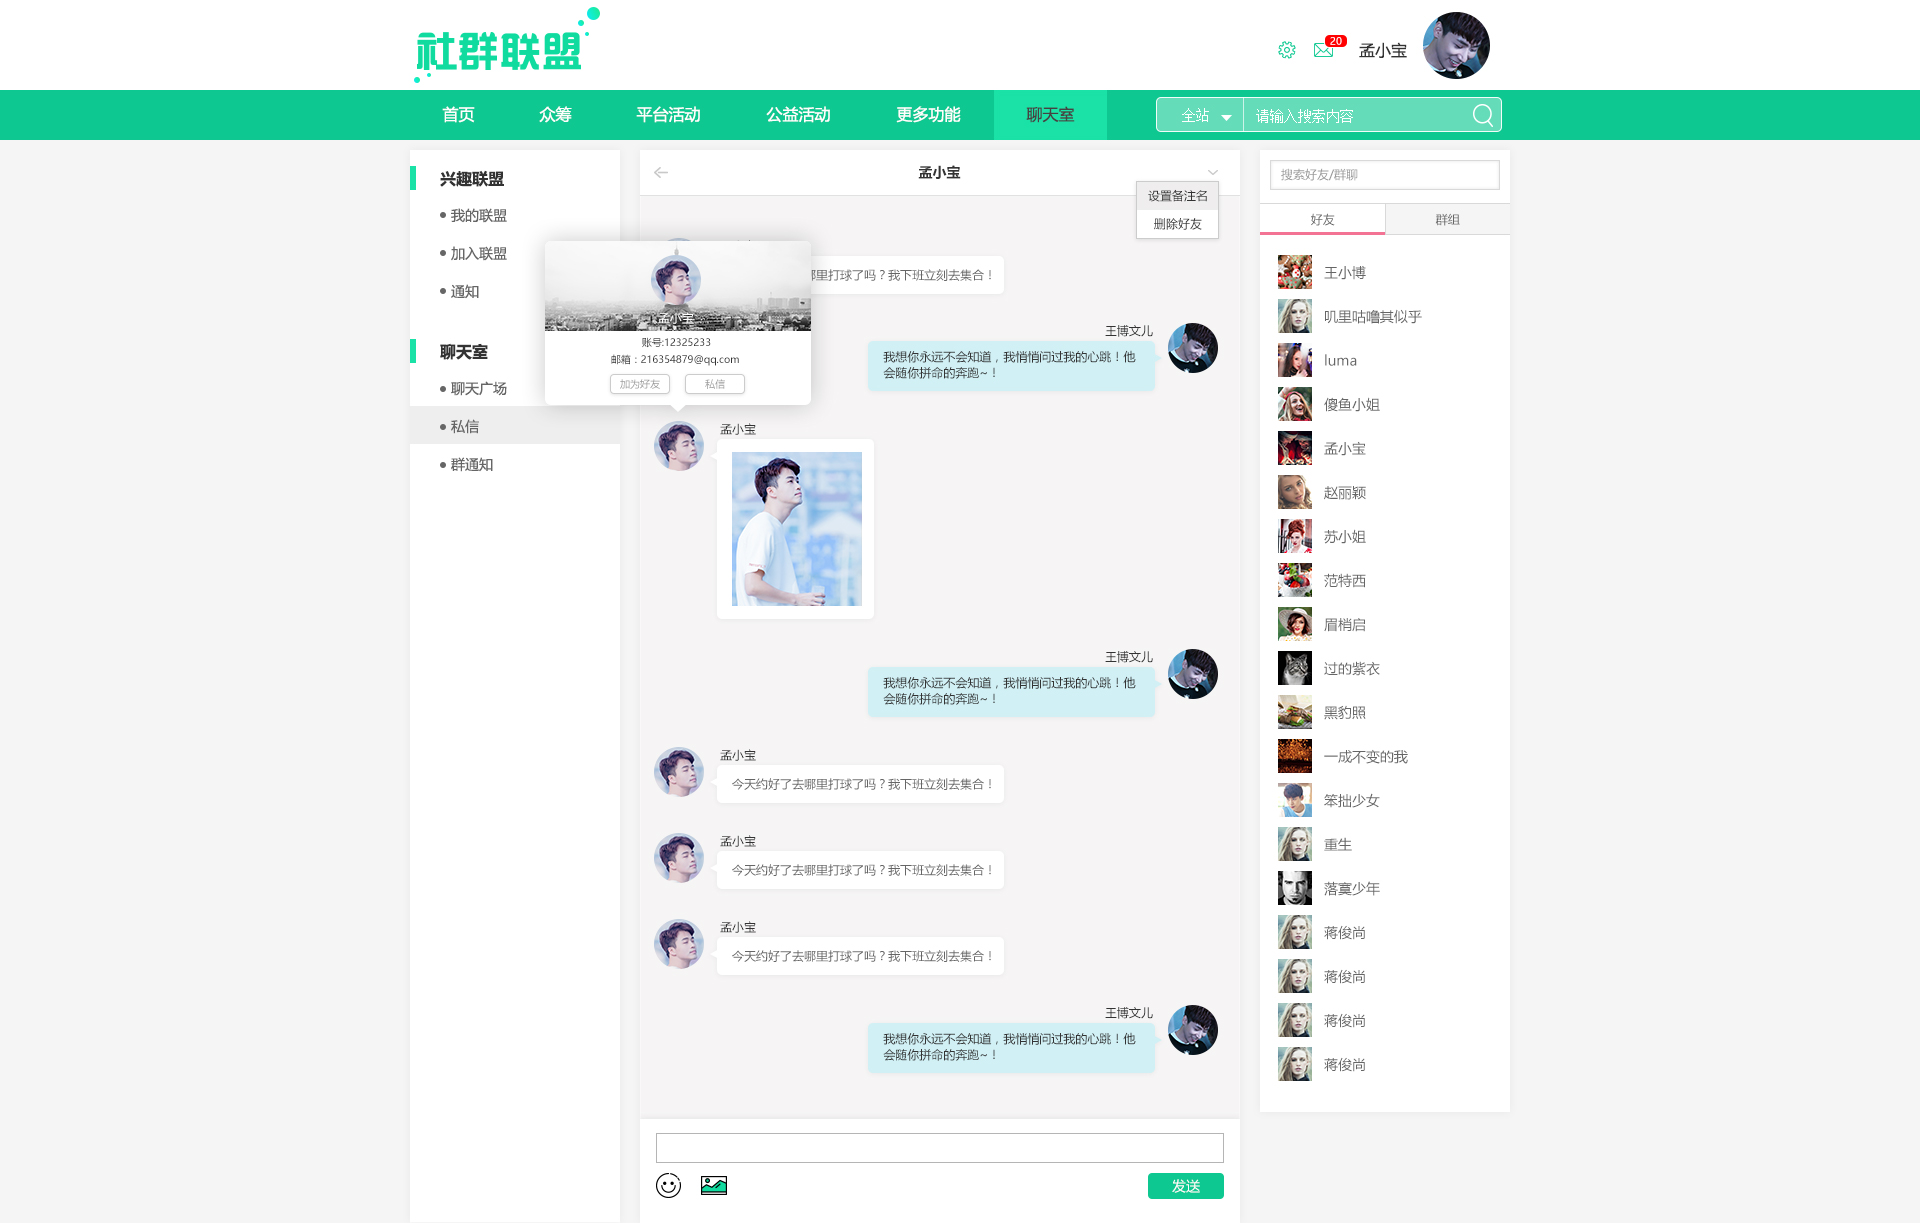 社群联盟
20
孟小宝
首页
众筹
平台活动
公益活动
更多功能
聊天室
全站
请输入搜索内容
兴趣联盟
我的联盟
加入联盟
通知
聊天室
聊天广场
私信
群通知
孟小宝
设置备注名
删除好友
哪里打球了吗？我下班立刻去集合！
孟小宝
账号:12325233
邮箱：216354879@qq.com
加为好友
私信
王博文儿
我想你永远不会知道，我悄悄问过我的心跳！他
会随你拼命的奔跑~！
孟小宝
王博文儿
我想你永远不会知道，我悄悄问过我的心跳！他
会随你拼命的奔跑~！
孟小宝
今天约好了去哪里打球了吗？我下班立刻去集合！
孟小宝
今天约好了去哪里打球了吗？我下班立刻去集合！
孟小宝
今天约好了去哪里打球了吗？我下班立刻去集合！
王博文儿
我想你永远不会知道，我悄悄问过我的心跳！他
会随你拼命的奔跑~！
发送
搜索好友/群聊
好友
群组
王小博
叽里咕噜其似乎
luma
傻鱼小姐
孟小宝
赵丽颖
苏小姐
范特西
眉梢启
过的紫衣
黑豹照
一成不变的我
笨拙少女
重生
落寞少年
蒋俊尚
蒋俊尚
蒋俊尚
蒋俊尚